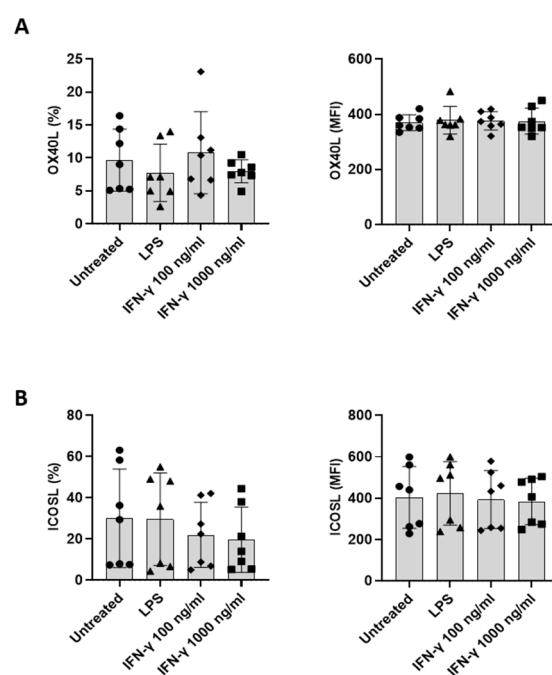 A
OX40L (%)
25
20
15
10
5
0
Untreated
LPS
IFN-γ 100 ng/ml
IFN-γ 1000 ng/ml
OX40L (MFI)
600
400
200
0
Untreated
LPS
IFN-γ 100 ng/ml
IFN-γ 1000 ng/ml
B
ICOSL (%)
80
60
40
20
0
Untreated
LPS
IFN-γ 100 ng/ml
IFN-γ 1000 ng/ml
ICOSL (MFI)
800
600
400
200
0
Untreated
LPS
IFN-γ 100 ng/ml
IFN-γ 1000 ng/ml